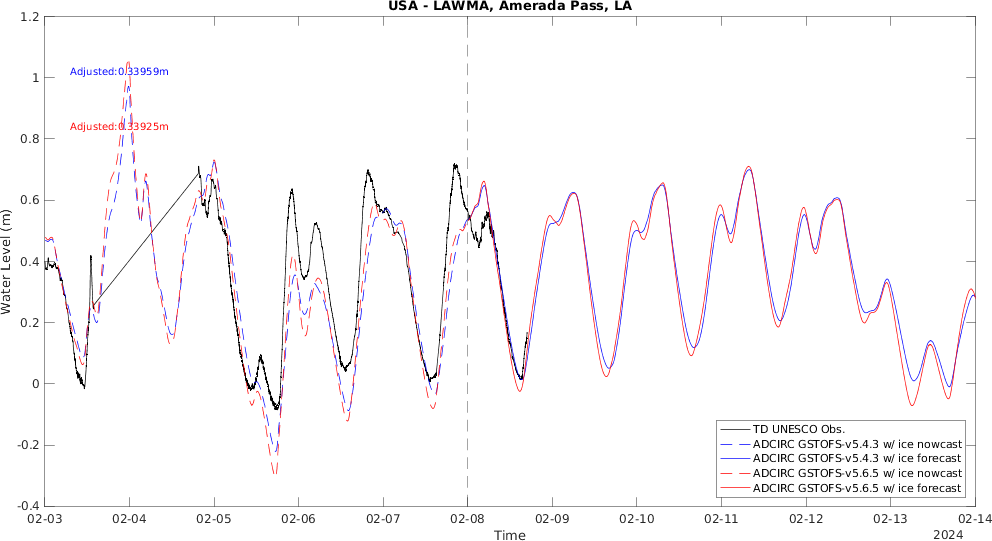 USA - LAWMA, Amerada Pass, LA
1.2
1
0.8
0.6
0.4
0.2
0
-0.2
-0.4
Water Level (m)
Adjusted:0.33959m
Adjusted:0.33925m
TD UNESCO Obs.
ADCIRC GSTOFS-v5.4.3 w/ ice nowcast
ADCIRC GSTOFS-v5.4.3 w/ ice forecast
ADCIRC GSTOFS-v5.6.5 w/ ice nowcast
ADCIRC GSTOFS-v5.6.5 w/ ice forecast
02-03 02-04 02-05 02-06 02-07 02-08 02-09 02-10 02-11 02-12 02-13 02-14
Time
2024